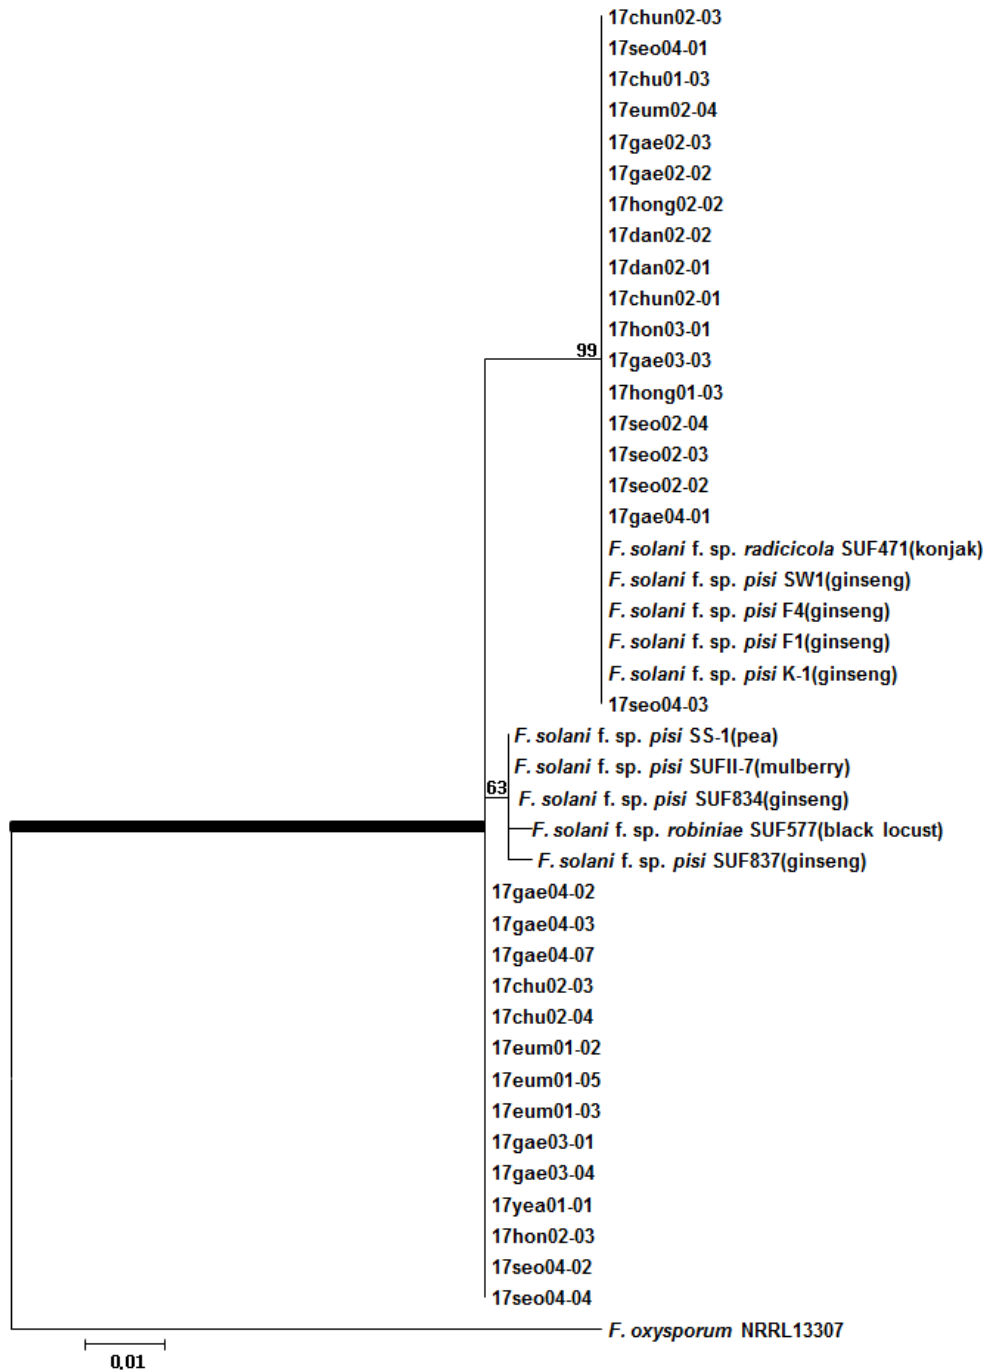 17chun02-03
17seo04-01
17chu01-03
17eum02-04
17gae02-03
17gae02-02
17hong02-02
17dan02-02
17dan02-01
17chun02-01
17hon03-01
99
17gae03-03
17hong01-03
17seo02-04
17seo02-03
17seo02-02
17gae04-01
F. solani f. sp. radicicola SUF471(konjak)
F. solani f. sp. pisi SW1(ginseng)
F. solani f. sp. pisi F4(ginseng)
F. solani f. sp. pisi F1(ginseng)
F. solani f. sp. pisi K-1(ginseng)
17seo04-03
F. solani f. sp. pisi SS-1(pea)
F. solani f. sp. pisi SUFII-7(mulberry)
63
F. solani f. sp. pisi SUF834(ginseng)
F. solani f. sp. robiniae SUF577(black locust)
F. solani f. sp. pisi SUF837(ginseng)
17gae04-02
17gae04-03
17gae04-07
17chu02-03
17chu02-04
17eum01-02
17eum01-05
17eum01-03
17gae03-01
17gae03-04
17yea01-01
17hon02-03
17seo04-02
17seo04-04
F. oxysporum NRRL13307
0.01